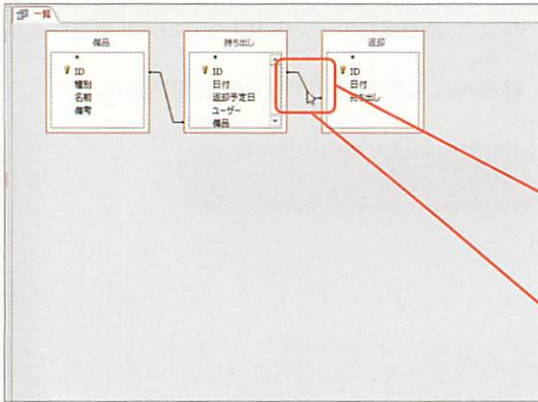 一覧
備品
*
ID
種別
名前
備考
持ち出し
*
ID
日付
返却予定日
ユーザー
備品
返却
*
ID
日付
持ち出し